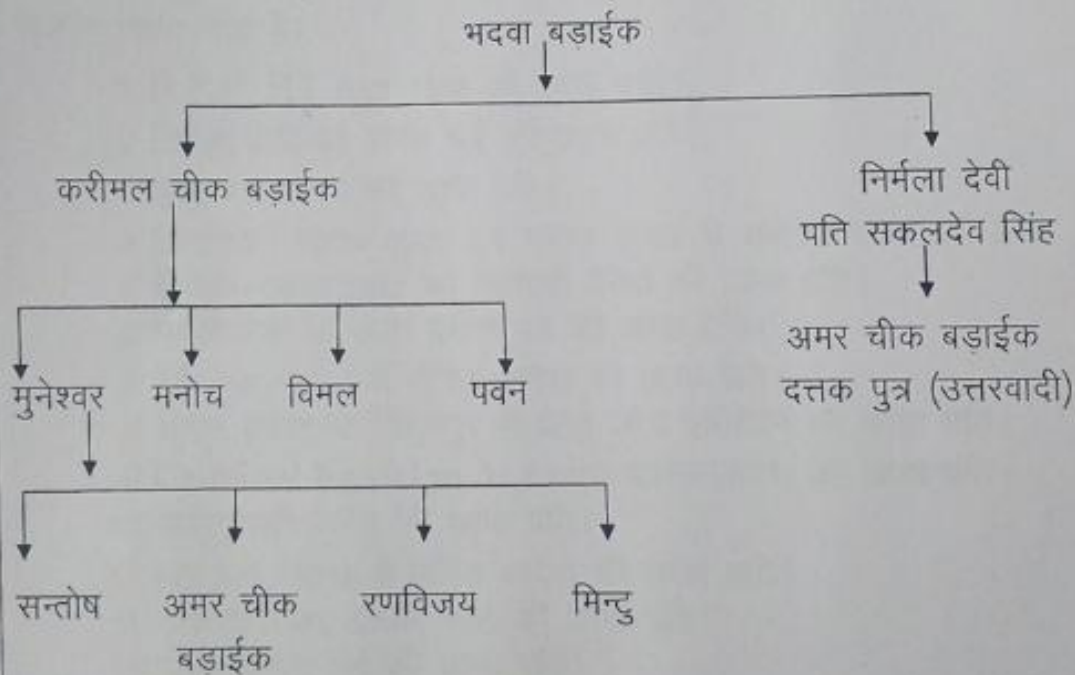 भदवा बड़ाईक
करीमल चीक बड़ाईक
निर्मला देवी
पति सकलदेव सिंह
अमर चीक बड़ाईक
दत्तक पुत्र (उत्तरवादी)
मुनेश्वर मनोच विमल पवन
सन्तोष अमर चीक बड़ाईक रणविजय मिन्टु